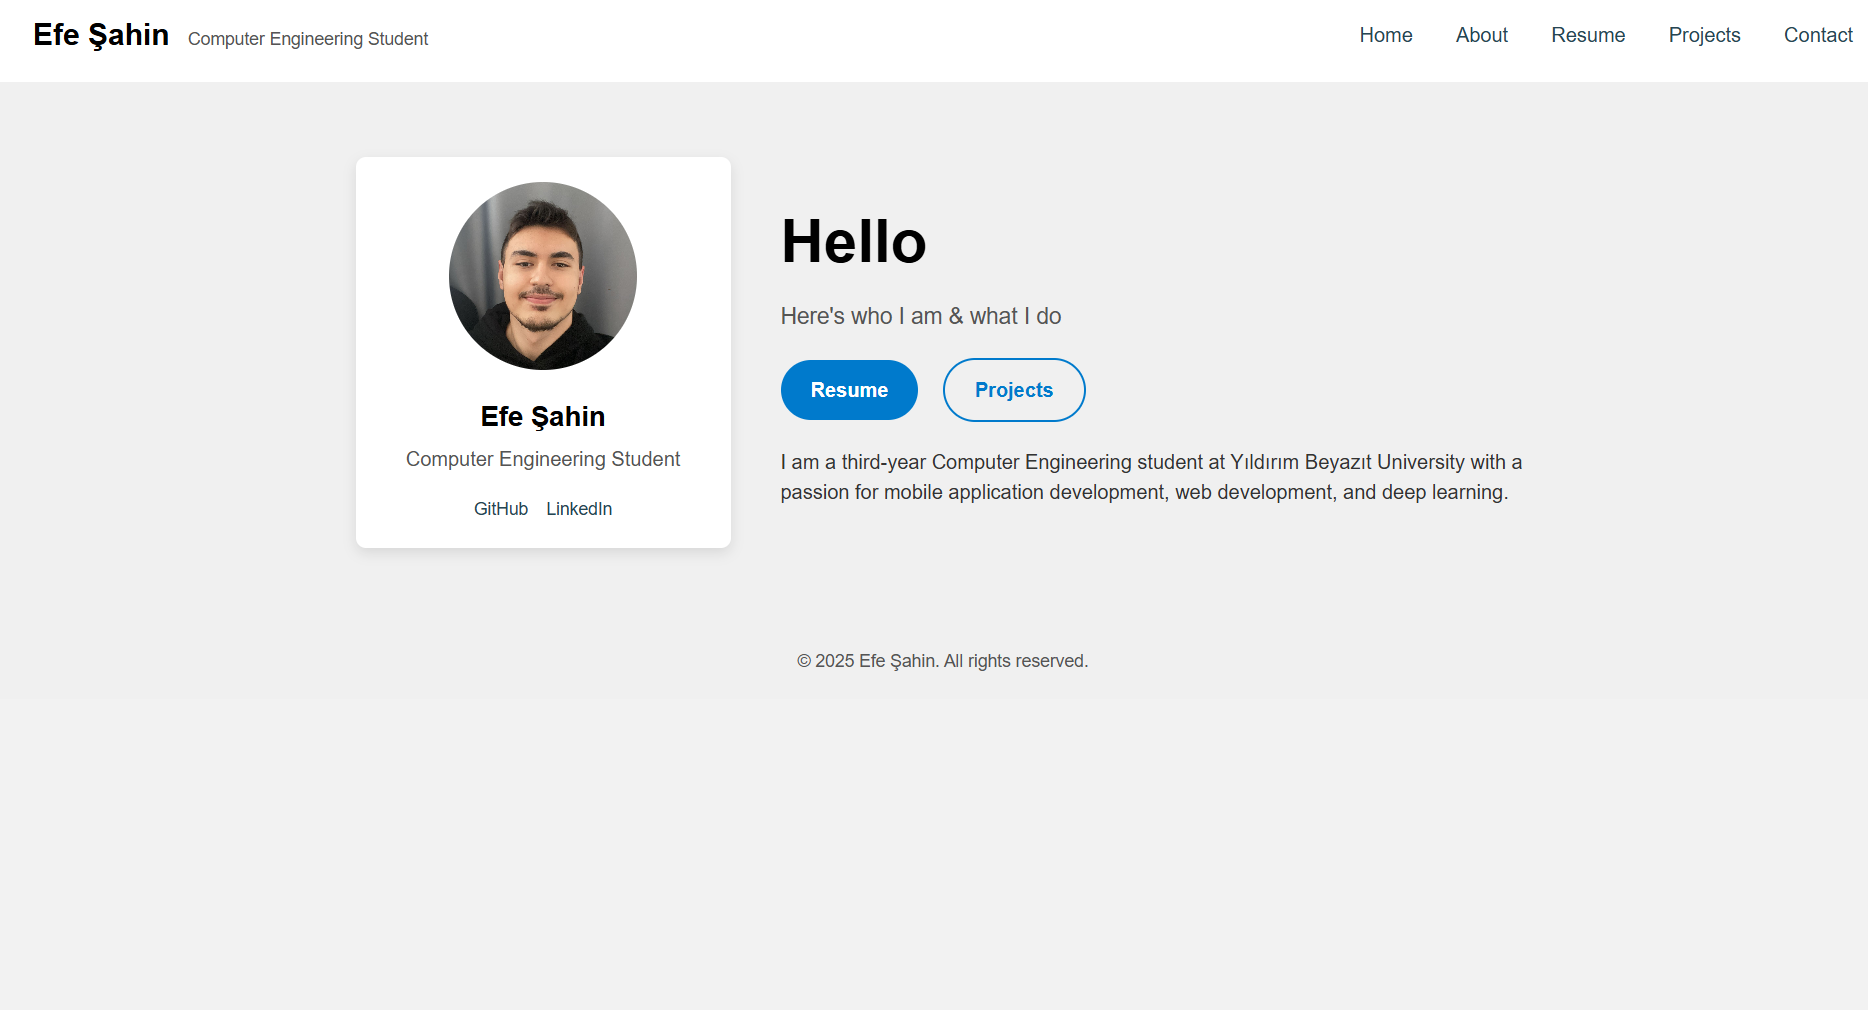 Efe Şahin Computer Engineering Student
Home About Resume Projects Contact
Efe Şahin
Computer Engineering Student
GitHub LinkedIn
Hello
Here's who I am & what I do
Resume Projects
I am a third-year Computer Engineering student at Yıldırım Beyazıt University with a
passion for mobile application development, web development, and deep learning.
© 2025 Efe Şahin. All rights reserved.